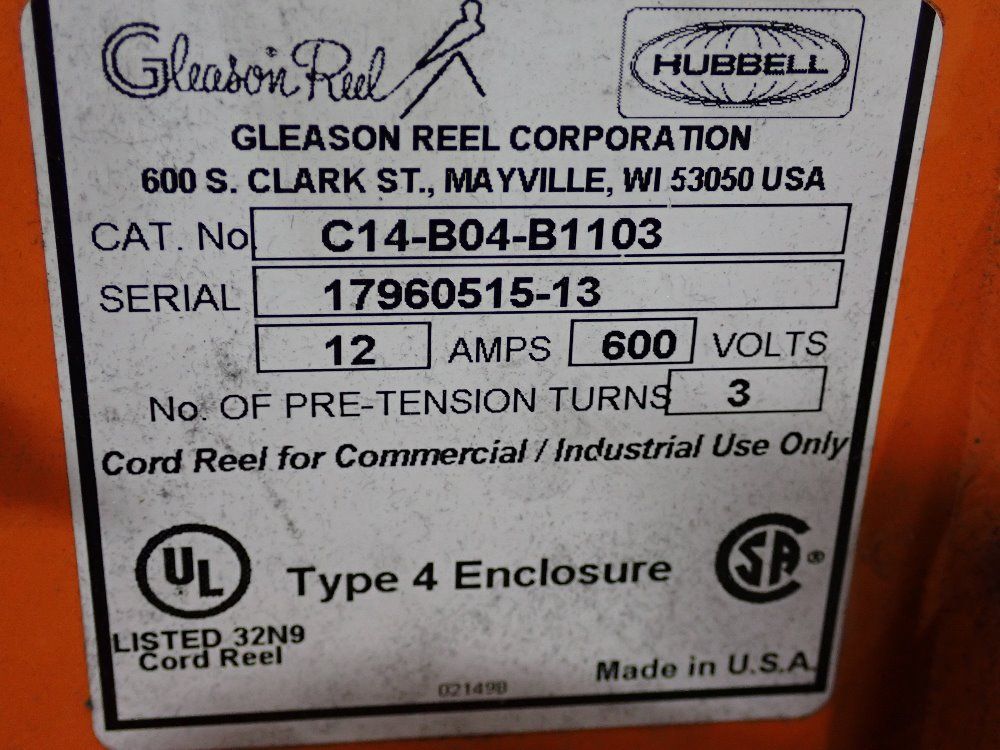 Gleason Reel HUBBELL
GLEASON REEL CORPORATION
600 S. CLARK ST., MAYVILLE, WI 53050 USA
CAT. No. C14-B04-B1103
SERIAL 17960515-13
12 AMPS 600 VOLTS
No. OF PRE-TENSION TURNS 3
Cord Reel for Commercial / Industrial Use Only
UL Type 4 Enclosure SA ®
LISTED 32N9
Cord Reel
Made in U.S.A.
021498